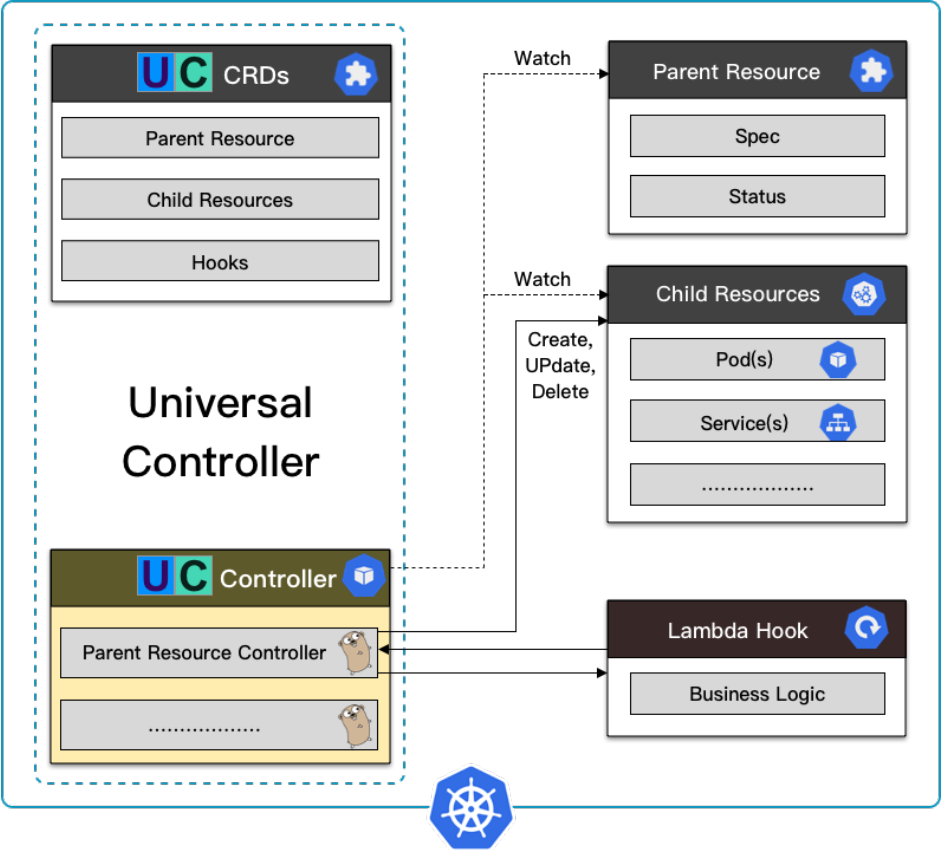 UC CRDs
Parent Resource
Child Resources
Hooks
Universal
Controller
UC Controller
Parent Resource Controller
..................
Watch
Parent Resource
Spec
Status
Watch
Child Resources
Create,
UPdate,
Delete
Pod(s)
Service(s)
..................
Lambda Hook
Business Logic